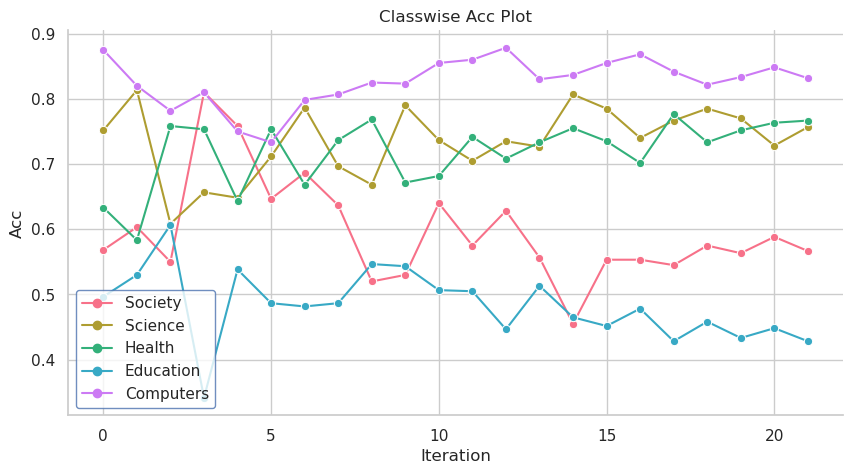 Classwise Acc Plot
0.9
0.8
0.7
0.6
0.5
0.4
Acc
Society
Science
Health
Education
Computers
0 5 10 15 20
Iteration